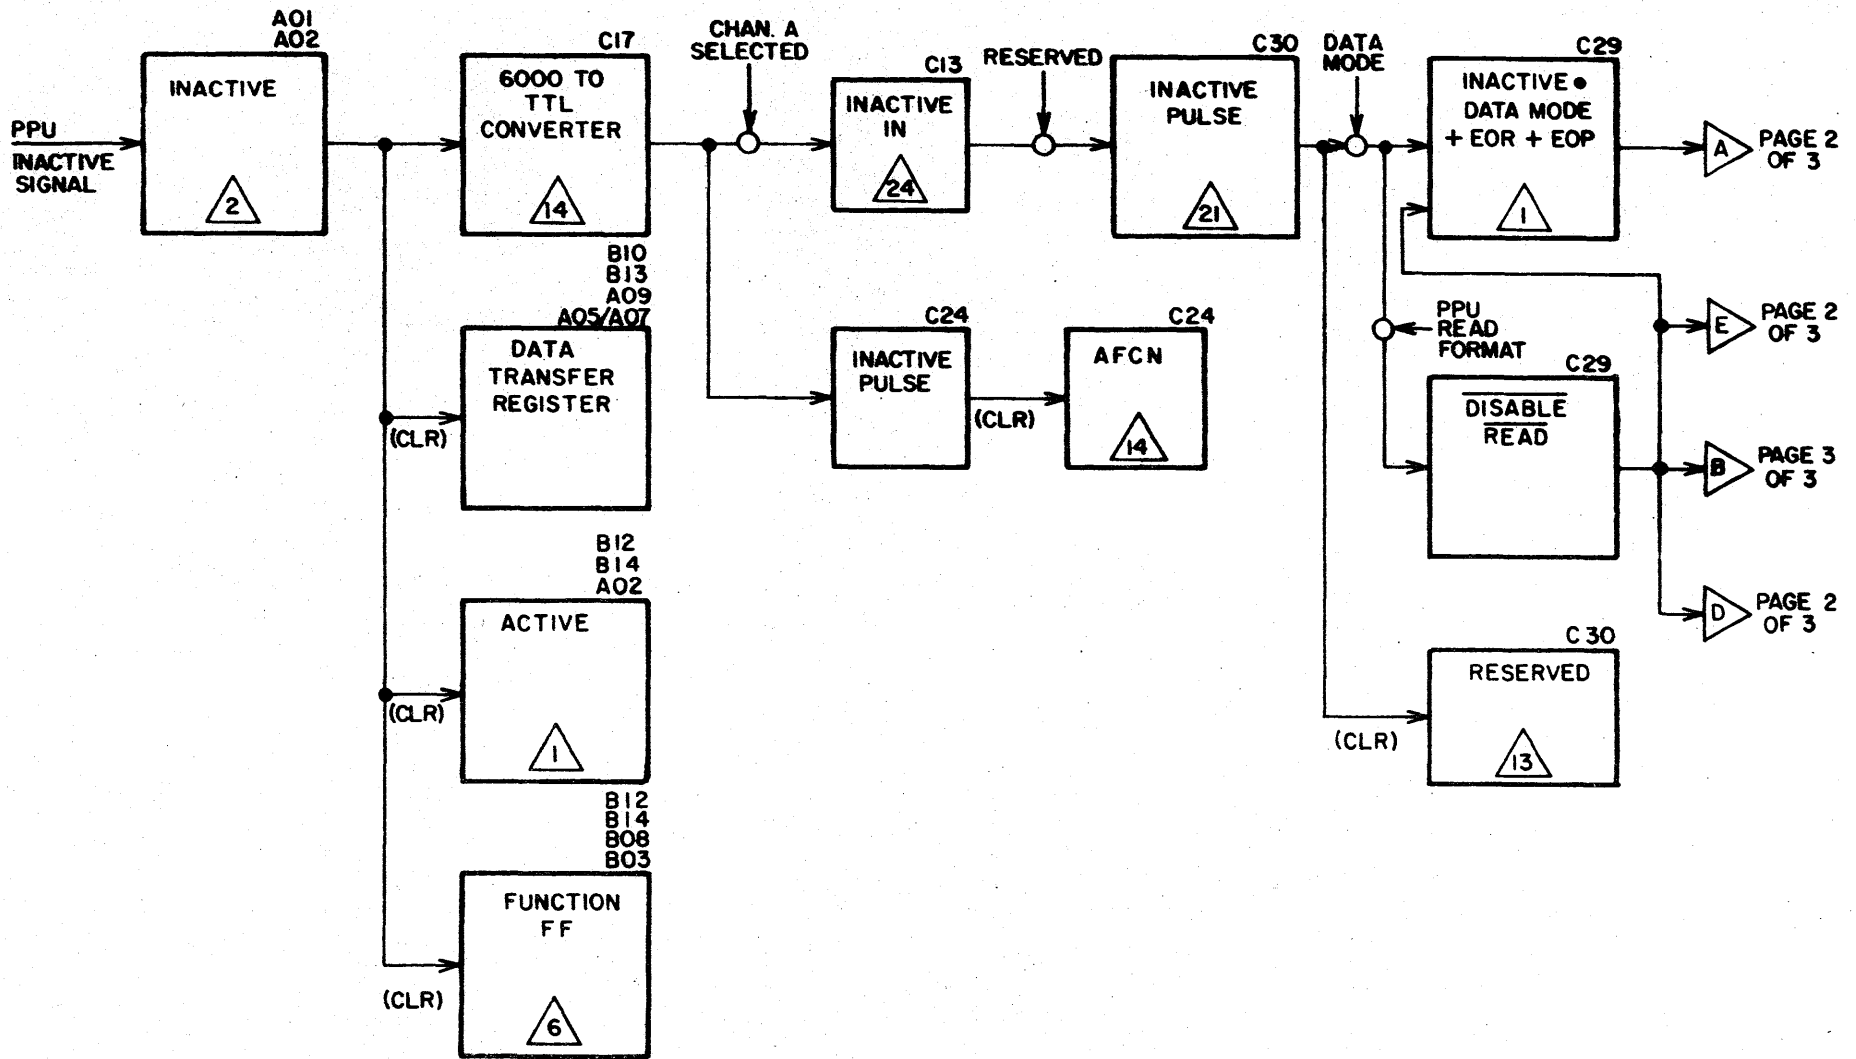 PPU
INACTIVE
SIGNAL
A01
A02
INACTIVE
2
C17
6000 TO
TTL
CONVERTER
14
B10
B13
A09
A05/A07
DATA
TRANSFER
REGISTER
(CLR)
B12
B14
A02
ACTIVE
1
(CLR)
B12
B14
B08
B03
FUNCTION
FF
6
(CLR)
CHAN. A
SELECTED
C13
INACTIVE
IN
24
C24
INACTIVE
PULSE
(CLR)
C24
AFCN
14
RESERVED
C30
INACTIVE
PULSE
21
DATA
MODE
C29
INACTIVE •
DATA MODE
+ EOR + EOP
1
PPU
READ
FORMAT
C29
DISABLE
READ
C30
RESERVED
13
(CLR)
A
PAGE 2
OF 3
E
PAGE 2
OF 3
B
PAGE 3
OF 3
D
PAGE 2
OF 3